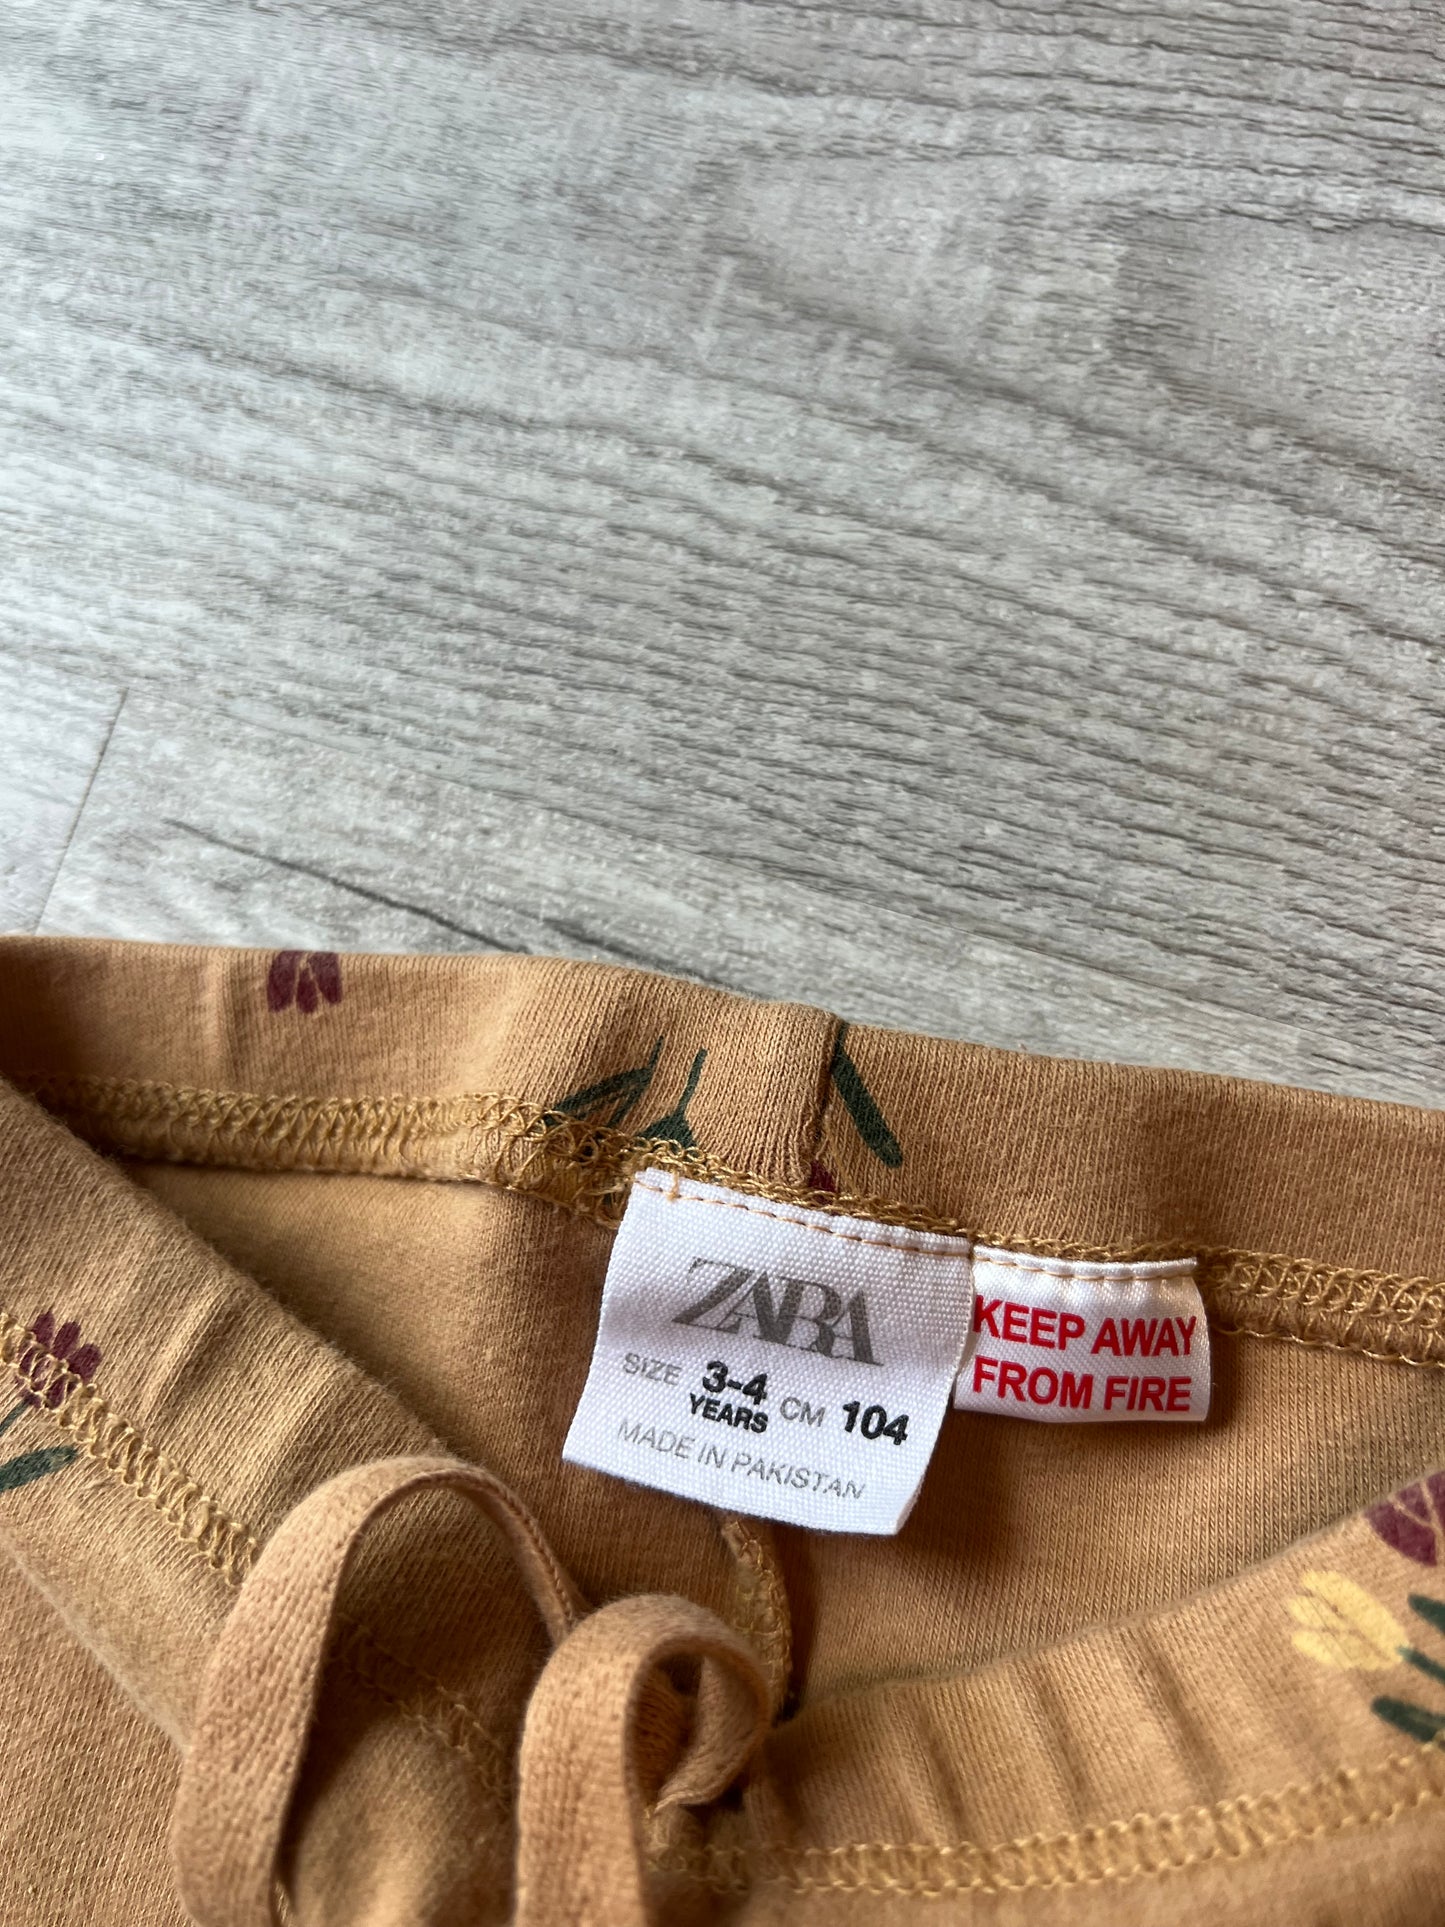 ZARA
SIZE 3-4 YEARS CM 104
MADE IN PAKISTAN
KEEP AWAY
FROM FIRE